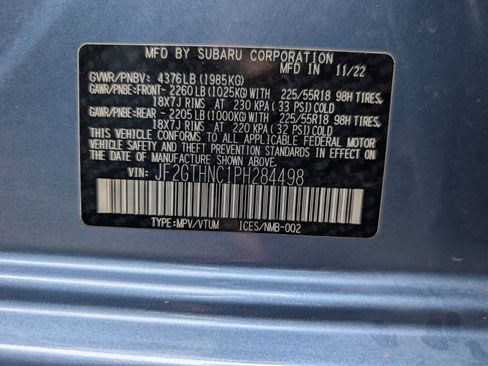 MFD BY SUBARU CORPORATION
MADE IN JAPAN 11/22
GVWR/PNBV: 4376LB (1985KG)
GAWR/PNBE:FRONT- 2260LB(1025KG)WITH 225/55R18 98H TIRES,
18X7J RIMS AT 230 KPA (33 PSI)COLD
GAWR/PNBE:REAR - 2205LB(1000KG)WITH 225/55R18 98H TIRES,
18X7J RIMS AT 220 KPA (32 PSI)COLD
THIS VEHICLE CONFORMS TO ALL APPLICABLE FEDERAL MOTOR
VEHICLE SAFETY AND THEFT PREVENTION STANDARDS IN EFFECT
ON THE DATE OF MANUFACTURE SHOWN ABOVE.
VIN: JF2GTHNC1PH284498
TYPE:MPV/VTUM ICES/NMB-002